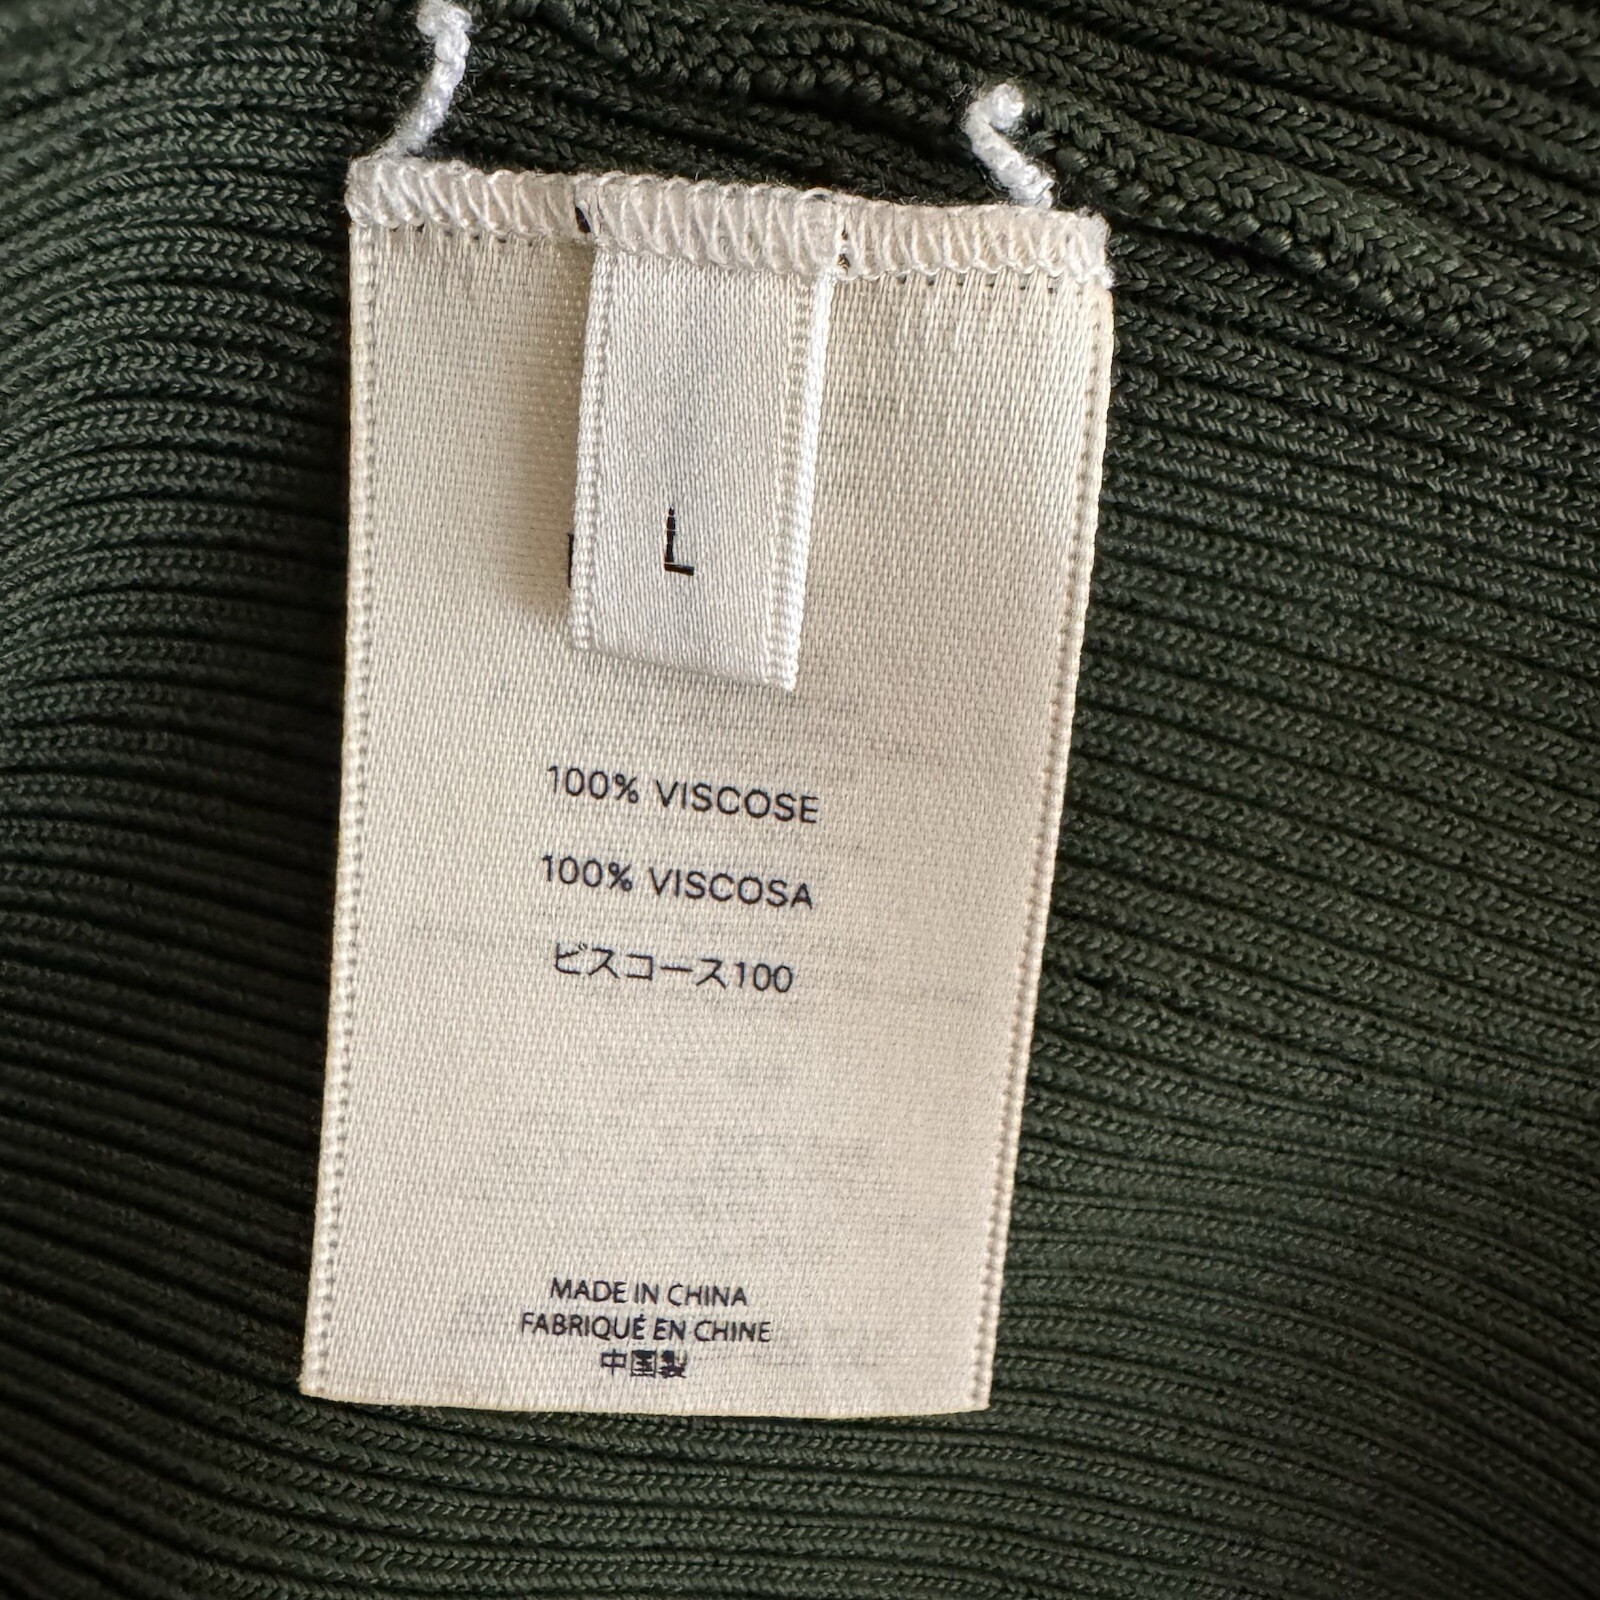 L
100% VISCOSE
100% VISCOSA
ビスコース100
MADE IN CHINA
FABRIQUÉ EN CHINE
中国製